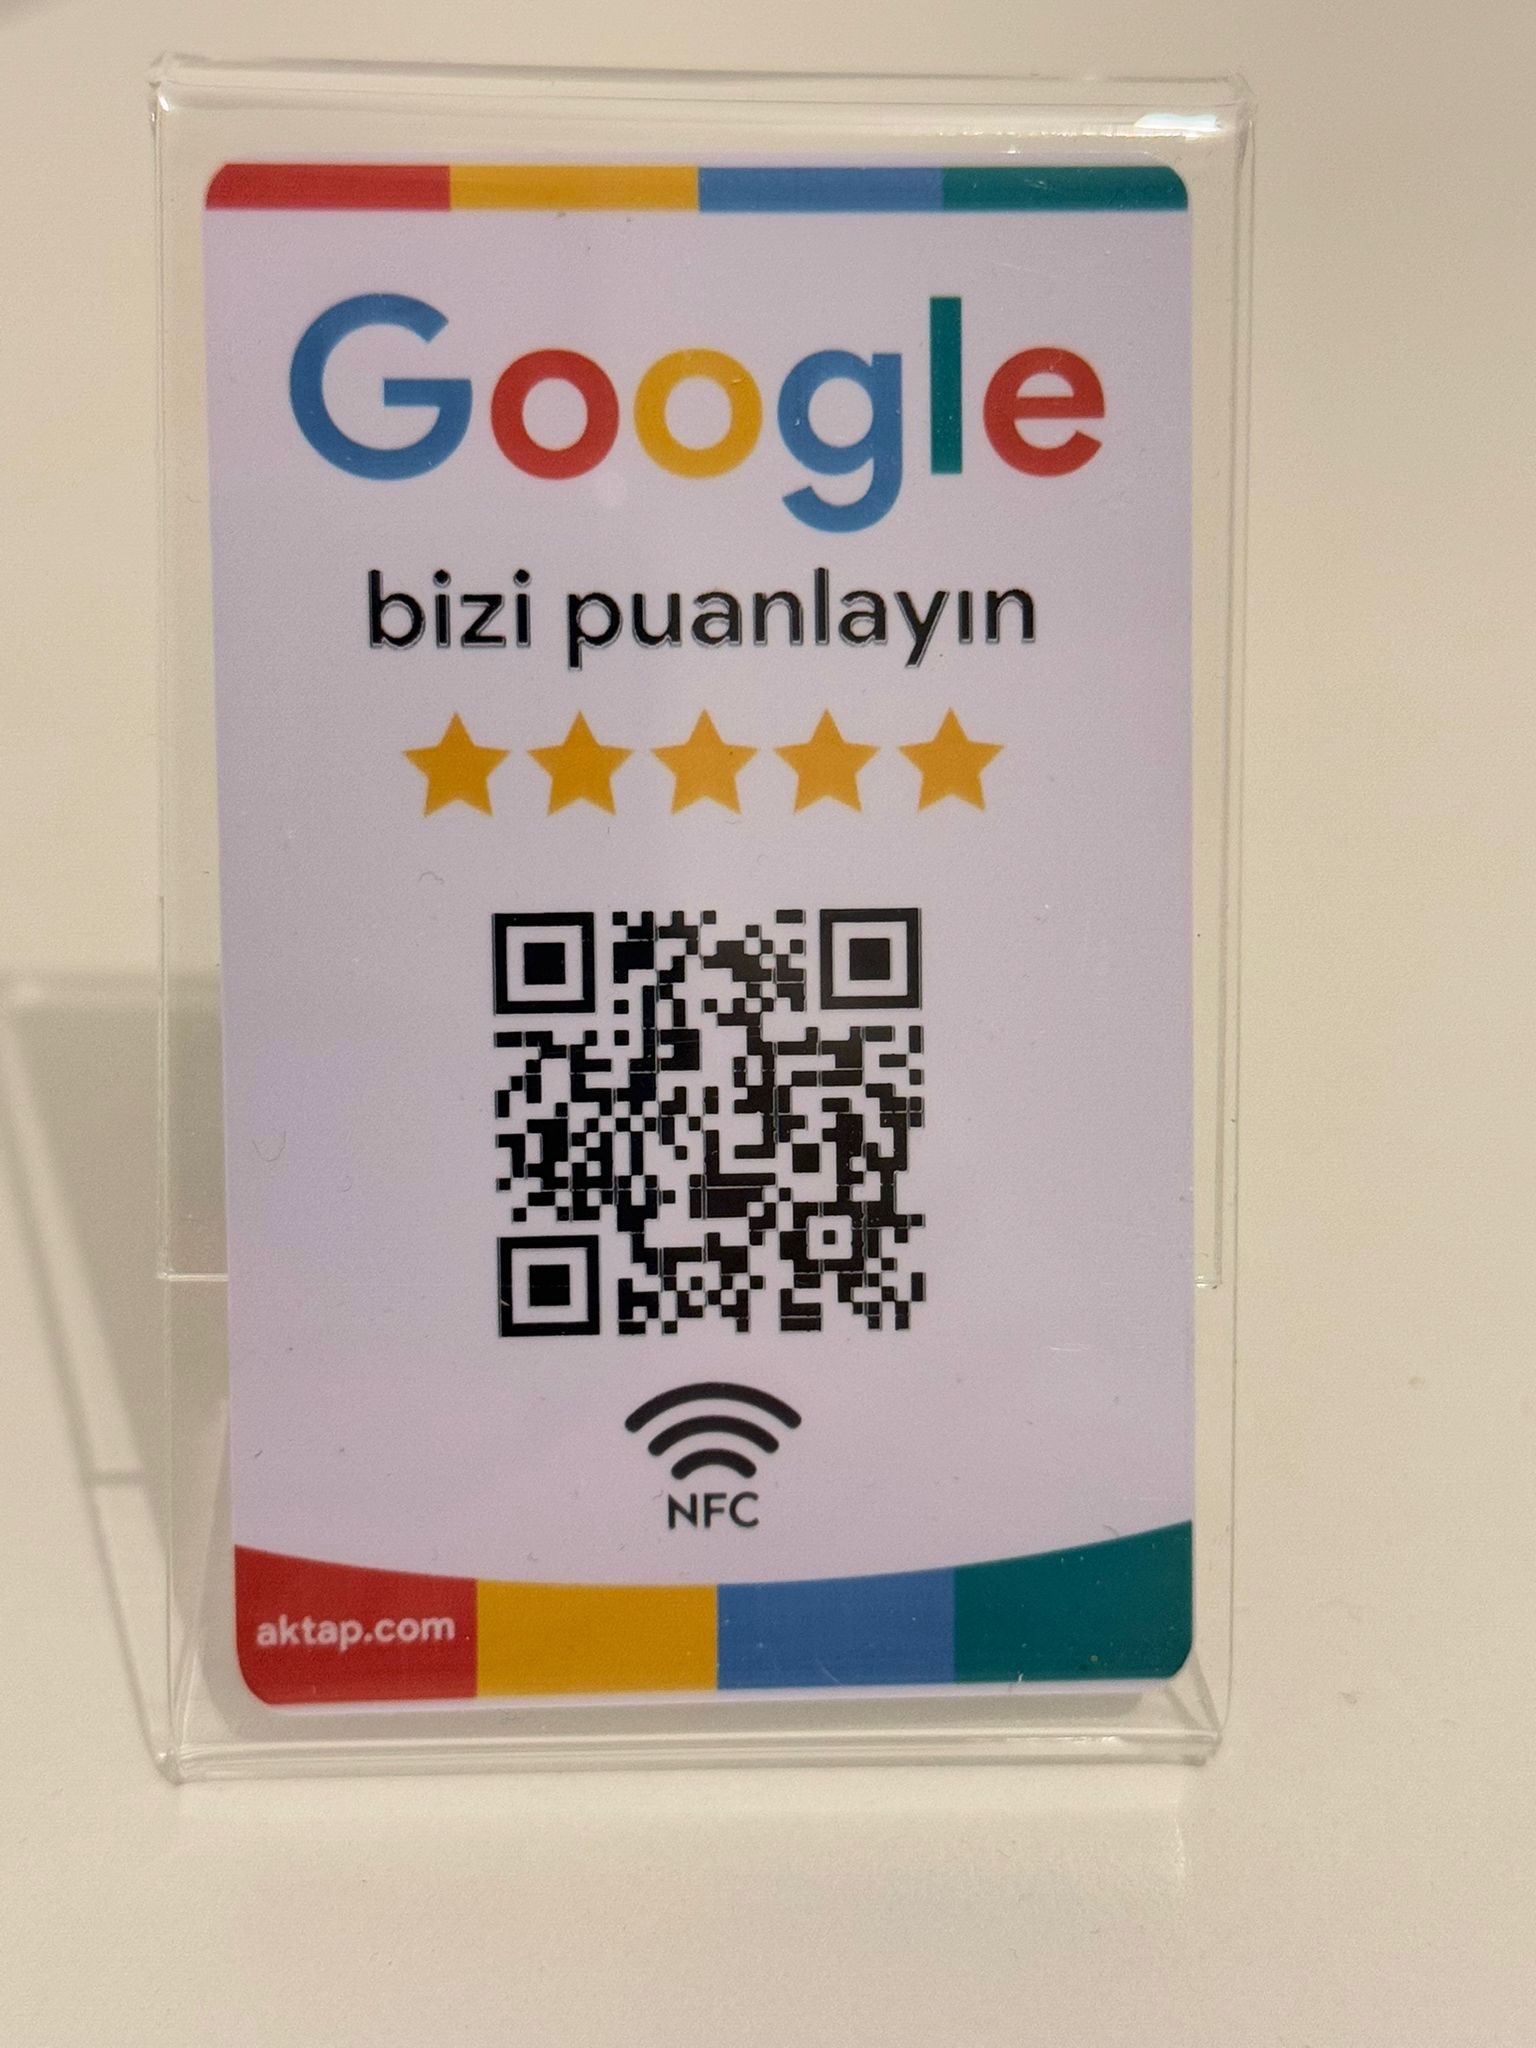 Google
bizi puanlayın
NFC
aktap.com